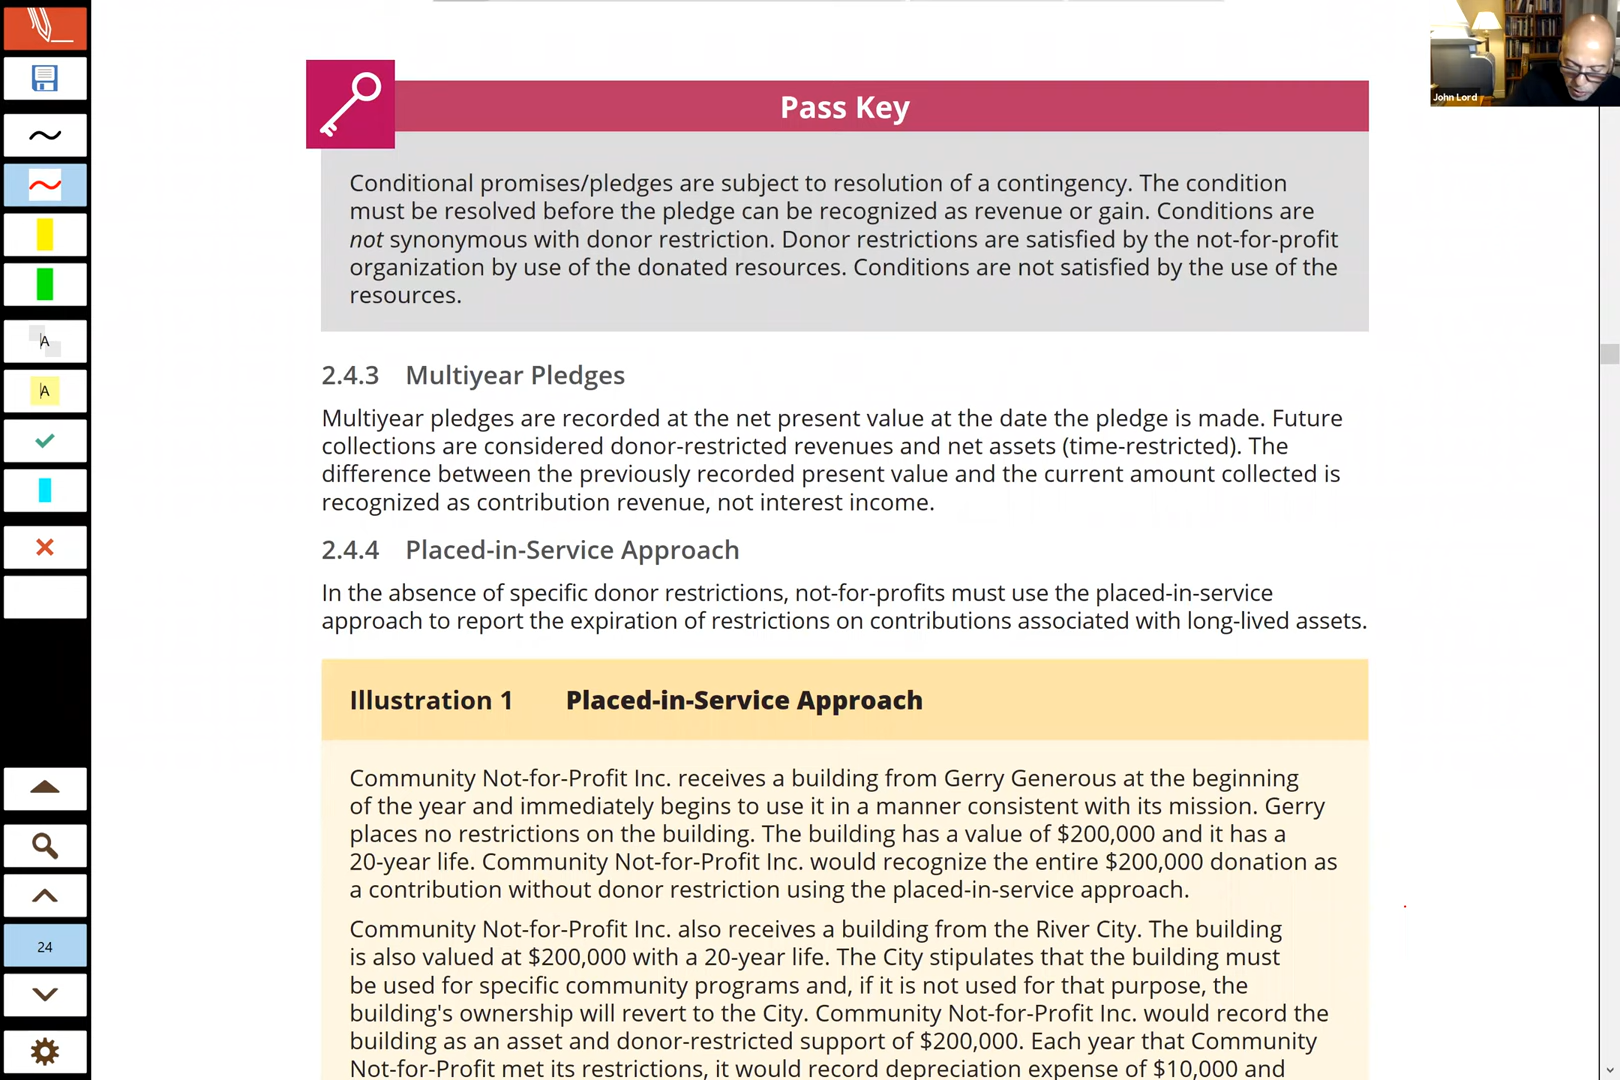 John Lord
Pass Key
Conditional promises/pledges are subject to resolution of a contingency. The condition
must be resolved before the pledge can be recognized as revenue or gain. Conditions are
not synonymous with donor restriction. Donor restrictions are satisfied by the not-for-profit
organization by use of the donated resources. Conditions are not satisfied by the use of the
resources.
2.4.3 Multiyear Pledges
Multiyear pledges are recorded at the net present value at the date the pledge is made. Future
collections are considered donor-restricted revenues and net assets (time-restricted). The
difference between the previously recorded present value and the current amount collected is
recognized as contribution revenue, not interest income.
2.4.4 Placed-in-Service Approach
In the absence of specific donor restrictions, not-for-profits must use the placed-in-service
approach to report the expiration of restrictions on contributions associated with long-lived assets.
Illustration 1 Placed-in-Service Approach
Community Not-for-Profit Inc. receives a building from Gerry Generous at the beginning
of the year and immediately begins to use it in a manner consistent with its mission. Gerry
places no restrictions on the building. The building has a value of $200,000 and it has a
20-year life. Community Not-for-Profit Inc. would recognize the entire $200,000 donation as
a contribution without donor restriction using the placed-in-service approach.
Community Not-for-Profit Inc. also receives a building from the River City. The building
is also valued at $200,000 with a 20-year life. The City stipulates that the building must
be used for specific community programs and, if it is not used for that purpose, the
building's ownership will revert to the City. Community Not-for-Profit Inc. would record the
building as an asset and donor-restricted support of $200,000. Each year that Community
Not-for-Profit met its restrictions, it would record depreciation expense of $10,000 and
A
A
24